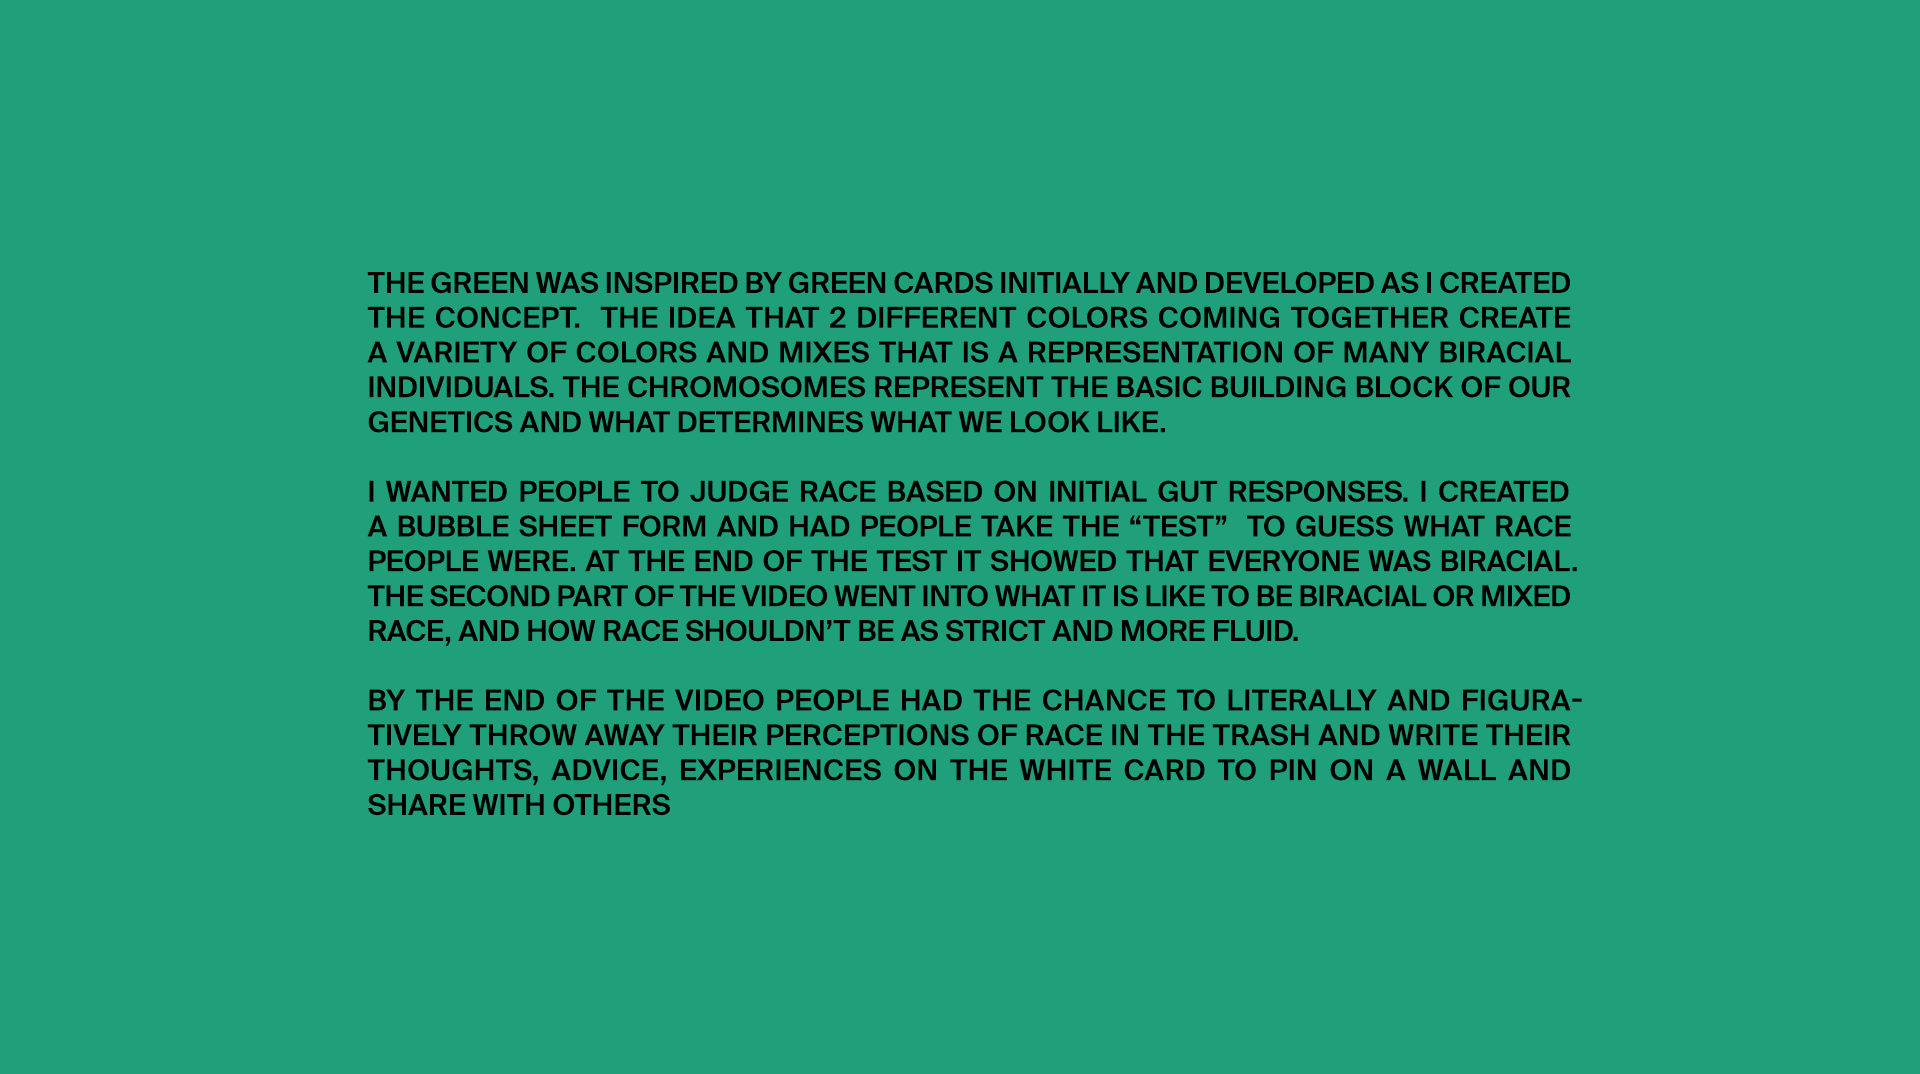 THE GREEN WAS INSPIRED BY GREEN CARDS INITIALLY AND DEVELOPED AS I CREATED
THE CONCEPT.  THE IDEA THAT 2 DIFFERENT COLORS COMING TOGETHER CREATE
A VARIETY OF COLORS AND MIXES THAT IS A REPRESENTATION OF MANY BIRACIAL
INDIVIDUALS. THE CHROMOSOMES REPRESENT THE BASIC BUILDING BLOCK OF OUR
GENETICS AND WHAT DETERMINES WHAT WE LOOK LIKE.
I WANTED PEOPLE TO JUDGE RACE BASED ON INITIAL GUT RESPONSES. I CREATED
A BUBBLE SHEET FORM AND HAD PEOPLE TAKE THE “TEST”  TO GUESS WHAT RACE
PEOPLE WERE. AT THE END OF THE TEST IT SHOWED THAT EVERYONE WAS BIRACIAL.
THE SECOND PART OF THE VIDEO WENT INTO WHAT IT IS LIKE TO BE BIRACIAL OR MIXED
RACE, AND HOW RACE SHOULDN’T BE AS STRICT AND MORE FLUID.
BY THE END OF THE VIDEO PEOPLE HAD THE CHANCE TO LITERALLY AND FIGURA-
TIVELY THROW AWAY THEIR PERCEPTIONS OF RACE IN THE TRASH AND WRITE THEIR
THOUGHTS, ADVICE, EXPERIENCES ON THE WHITE CARD TO PIN ON A WALL AND
SHARE WITH OTHERS